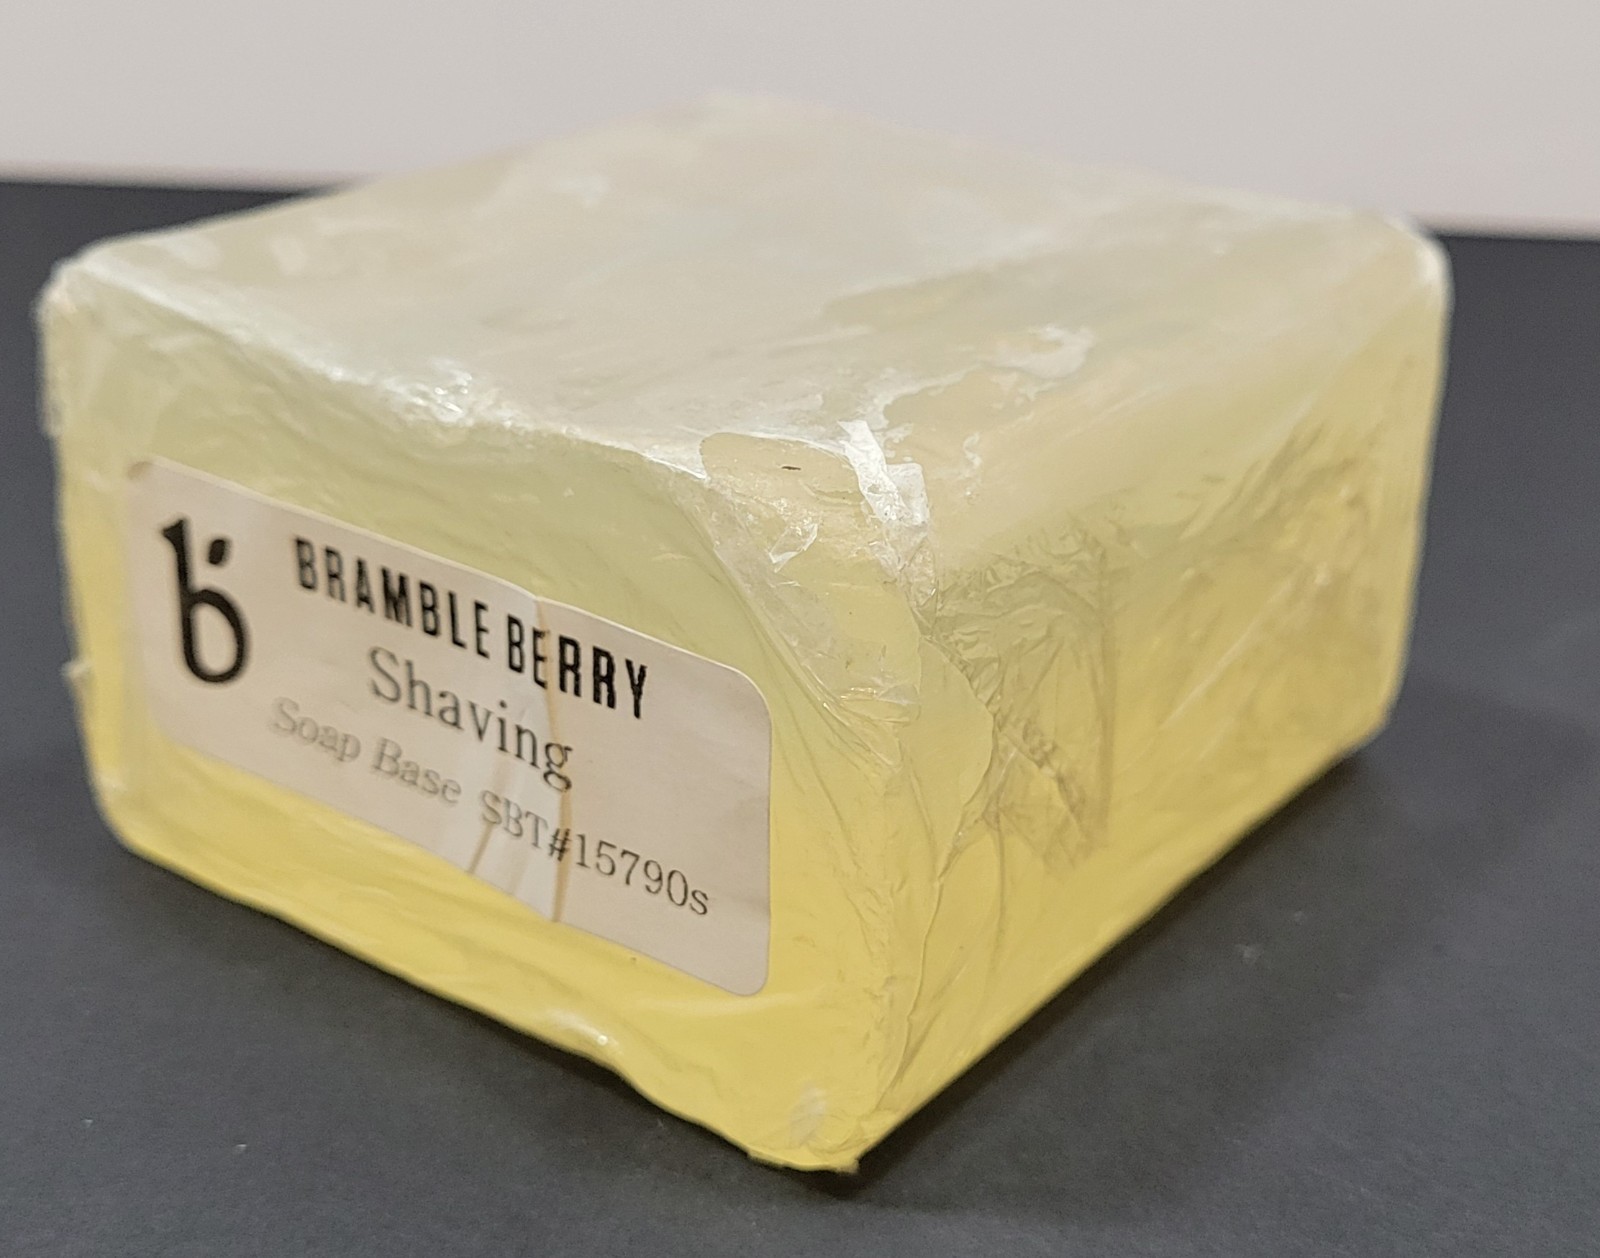 b
BRAMBLE BERRY
Shaving
Soap Base SBT#15790s